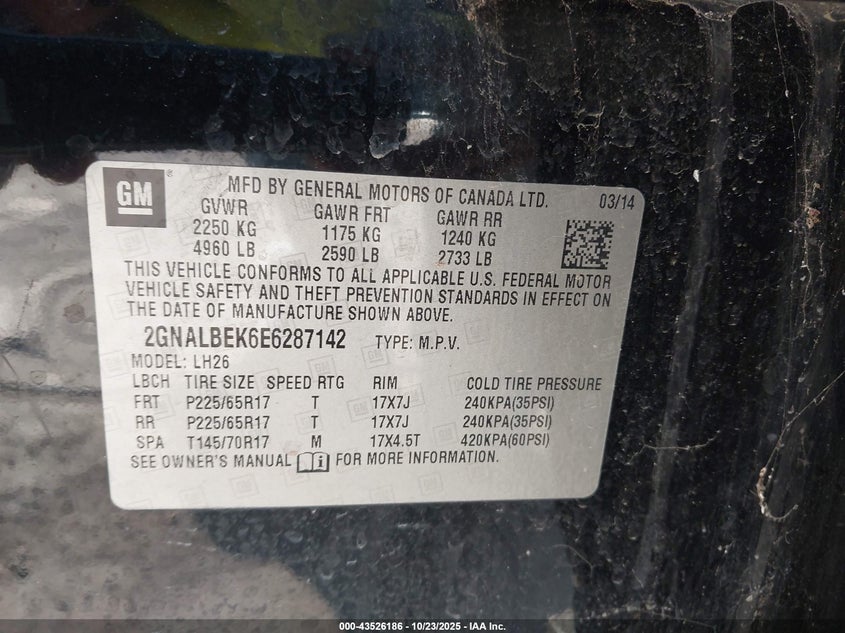 GM ® MFD BY GENERAL MOTORS OF CANADA LTD. 03/14
GVWR GAWR FRT GAWR RR
2250 KG 1175 KG 1240 KG
4960 LB 2590 LB 2733 LB
THIS VEHICLE CONFORMS TO ALL APPLICABLE U.S. FEDERAL MOTOR
VEHICLE SAFETY AND THEFT PREVENTION STANDARDS IN EFFECT ON
THE DATE OF MANUFACTURE SHOWN ABOVE.
2GNALBEK6E6287142 TYPE: M.P.V.
MODEL: LH26
LBCH TIRE SIZE SPEED RTG RIM COLD TIRE PRESSURE
FRT P225/65R17 T 17X7J 240KPA(35PSI)
RR P225/65R17 T 17X7J 240KPA(35PSI)
SPA T145/70R17 M 17X4.5T 420KPA(60PSI)
SEE OWNER'S MANUAL FOR MORE INFORMATION.
000-43526186 - 10/23/2025 - IAA Inc.